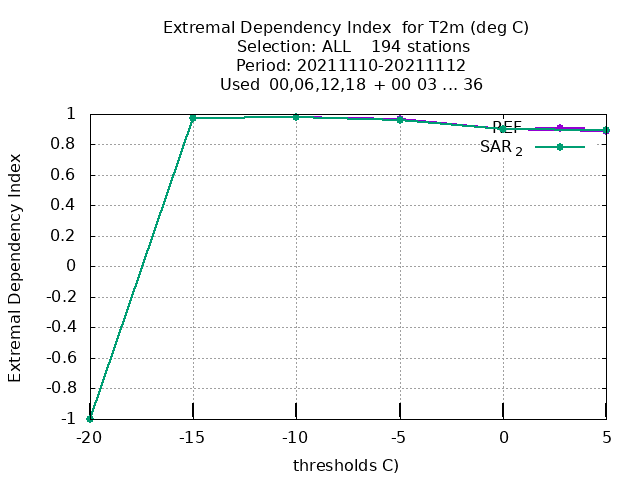 Extremal Dependency Index for T2m (deg C)
Selection: ALL 194 stations
Period: 20211110-20211112
Used 00,06,12,18 + 00 03 ... 36
1
0.8
0.6
0.4
0.2
0
-0.2
-0.4
-0.6
-0.8
-1
Extremal Dependency Index
REF
SAR 2
-20 -15 -10 -5 0 5
thresholds C)